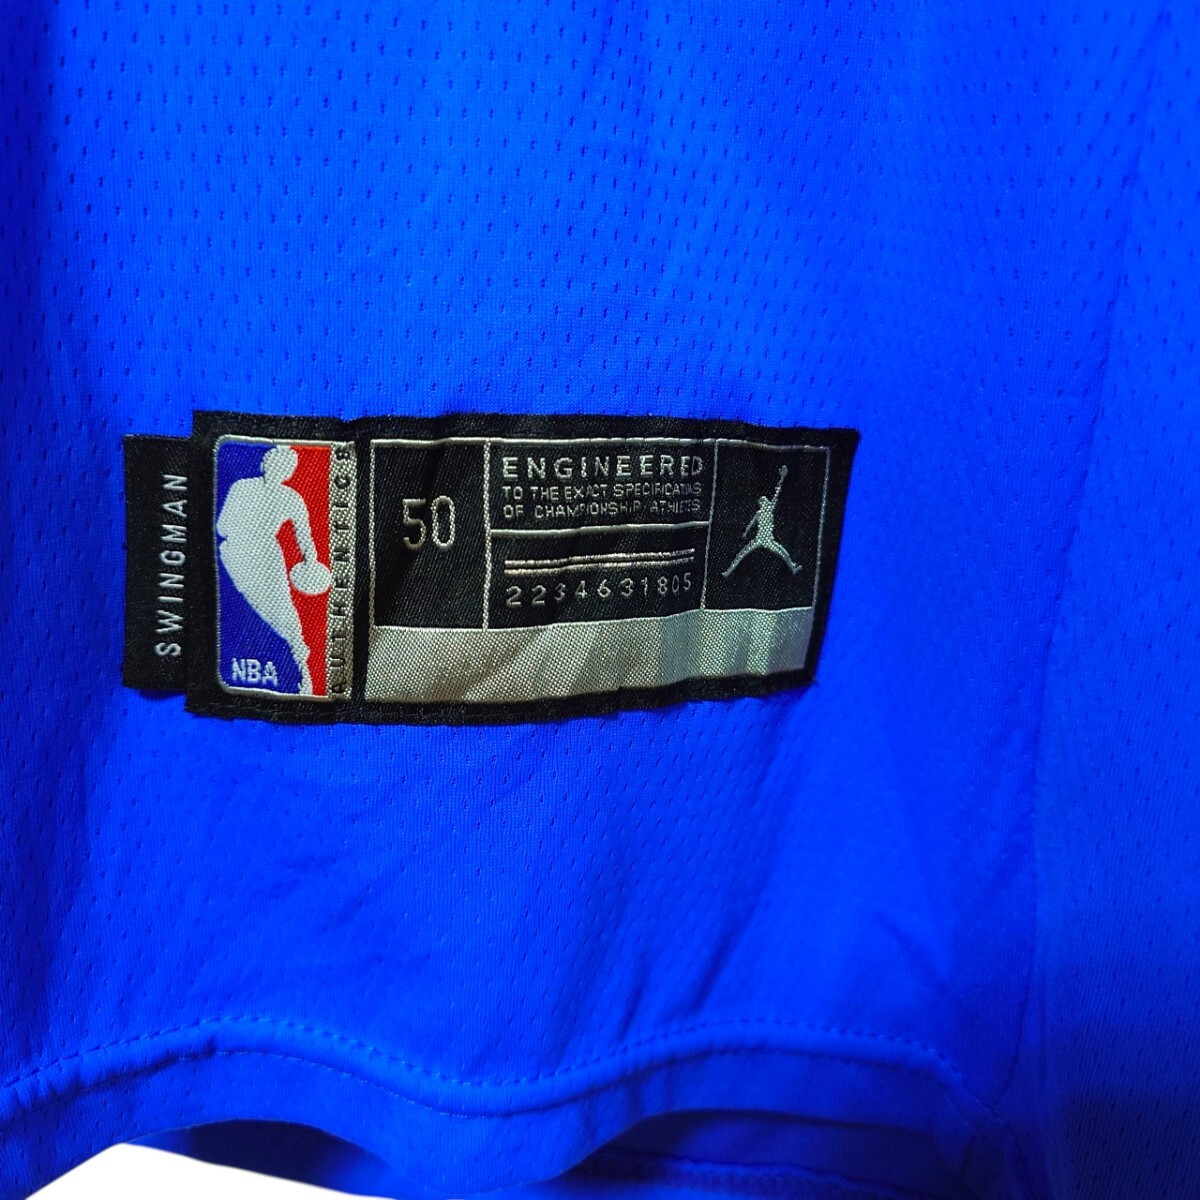 SWINGMAN
NBA
AUTHENTICS
50
ENGINEERED
TO THE EXACT SPECIFICATIONS
OF CHAMPIONSHIP ATHLETES
2234631805